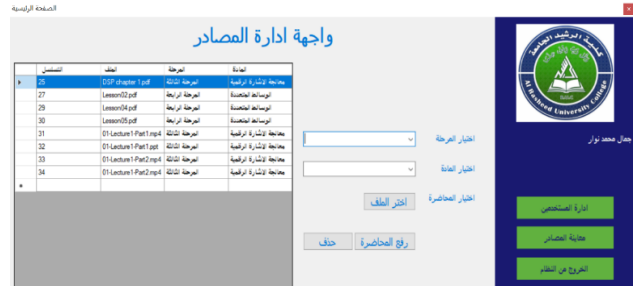 الصفحة الرئيسية
واجهة ادارة المصادر
التسلسل الملف المرحلة المادة
25 DSP chapter 1.pdf المرحلة الثالثة معالجة الاشارة الرقمية
27 Lesson02.pdf المرحلة الرابعة الوسائط المتعددة
29 Lesson04.pdf المرحلة الرابعة الوسائط المتعددة
30 Lesson05.pdf المرحلة الرابعة الوسائط المتعددة
31 01-Lecture1-Part1.mp4 المرحلة الثالثة معالجة الاشارة الرقمية
32 01-Lecture1-Part1.ppt المرحلة الثالثة معالجة الاشارة الرقمية
33 01-Lecture1-Part2.mp4 المرحلة الثالثة معالجة الاشارة الرقمية
34 01-Lecture1-Part2.mp4 المرحلة الثالثة معالجة الاشارة الرقمية
اختيار المرحلة
اختيار المادة
اختيار المحاضرة
اختر الملف
رفع المحاضرة
حذف
كلية الرشيد الجامعة
Al Rasheed University College
جمال محمد نوار
ادارة المستخدمين
معاينة المصادر
الخروج من النظام